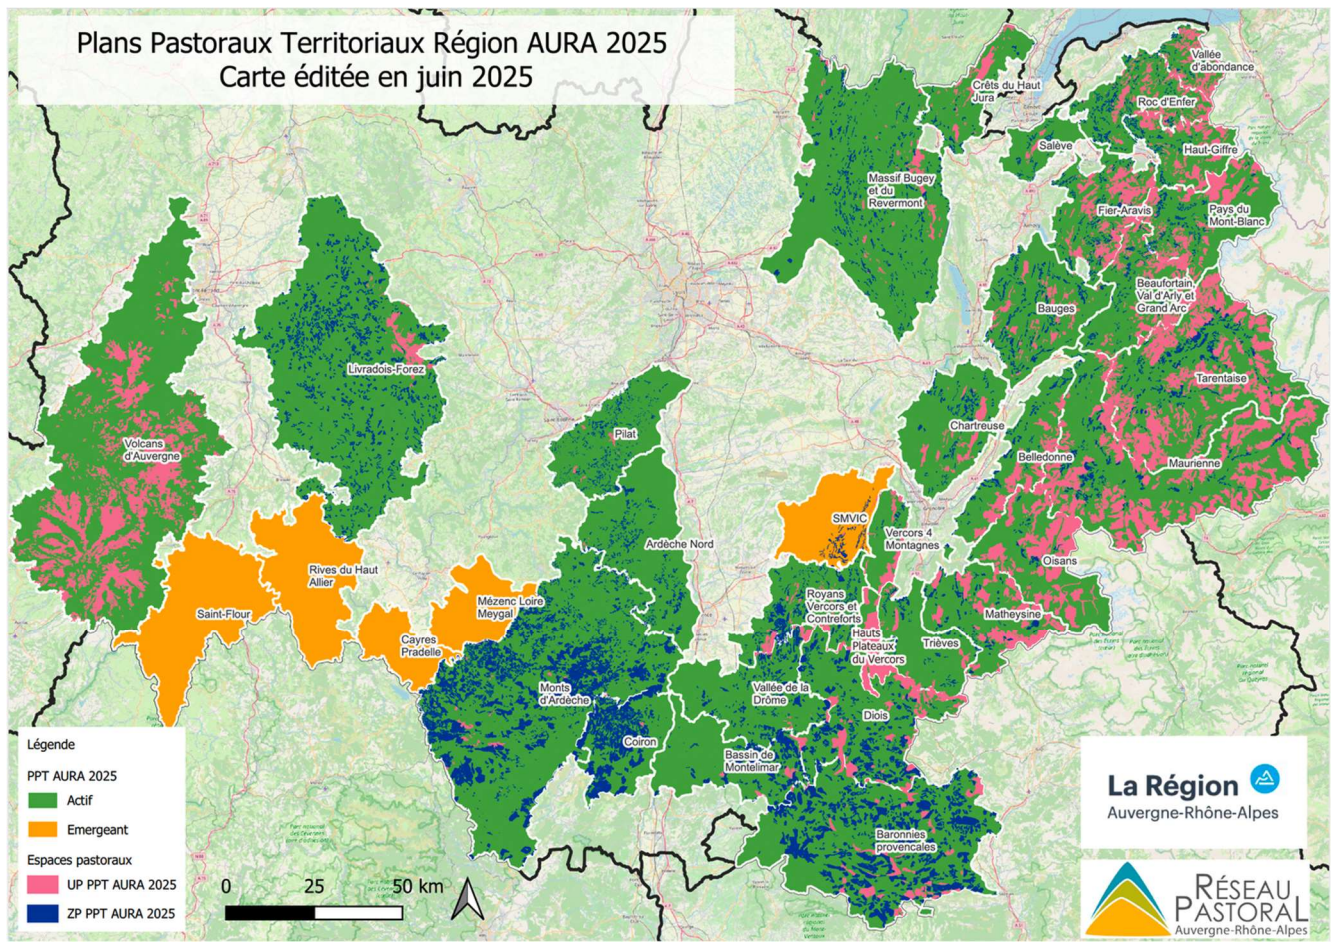 Plans Pastoraux Territoriaux Région AURA 2025
Carte éditée en juin 2025
Vallée
d'abondance
Crêts du Haut
Jura
Roc d'Enfer
Salève
Haut-Giffre
Massif Bugey
et du
Revermont
Fier-Aravis
Pays du
Mont-Blanc
Beaufortain,
Val d'Arly et
Grand Arc
Bauges
Livradois-Forez
Tarentaise
Volcans
d'Auvergne
Pilat
Chartreuse
Belledonne
Maurienne
SMVIC
Vercors 4
Montagnes
Ardèche Nord
Oisans
Rives du Haut
Allier
Saint-Flour
Mézenc Loire
Meygal
Royans
Vercors et
Contreforts
Matheysine
Cayres
Pradelle
Hauts
Plateaux
du Vercors
Trièves
Monts
d'Ardèche
Vallée de la
Drôme
Diois
Coiron
Bassin de
Montelimar
Baronnies
provencales
Légende
PPT AURA 2025
Actif
Emergeant
Espaces pastoraux
UP PPT AURA 2025
ZP PPT AURA 2025
0 25 50 km
La Région
Auvergne-Rhône-Alpes
RÉSEAU
PASTORAL
Auvergne-Rhône-Alpes